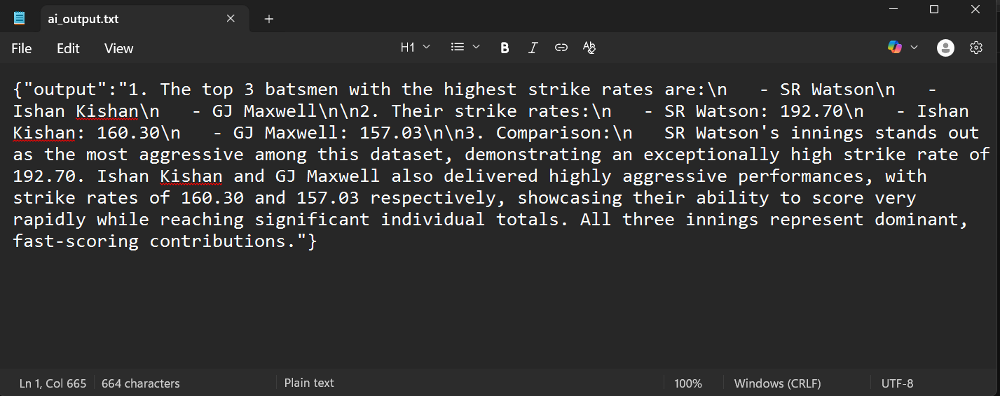 ai_output.txt
File Edit View H1 B I
{"output":"1. The top 3 batsmen with the highest strike rates are:\n   - SR Watson\n   -
Ishan Kishan\n   - GJ Maxwell\n\n2. Their strike rates:\n   - SR Watson: 192.70\n   - Ishan
Kishan: 160.30\n   - GJ Maxwell: 157.03\n\n3. Comparison:\n   SR Watson's innings stands out
as the most aggressive among this dataset, demonstrating an exceptionally high strike rate of
192.70. Ishan Kishan and GJ Maxwell also delivered highly aggressive performances, with
strike rates of 160.30 and 157.03 respectively, showcasing their ability to score very
rapidly while reaching significant individual totals. All three innings represent dominant,
fast-scoring contributions."}
Ln 1, Col 665 664 characters Plain text 100% Windows (CRLF) UTF-8